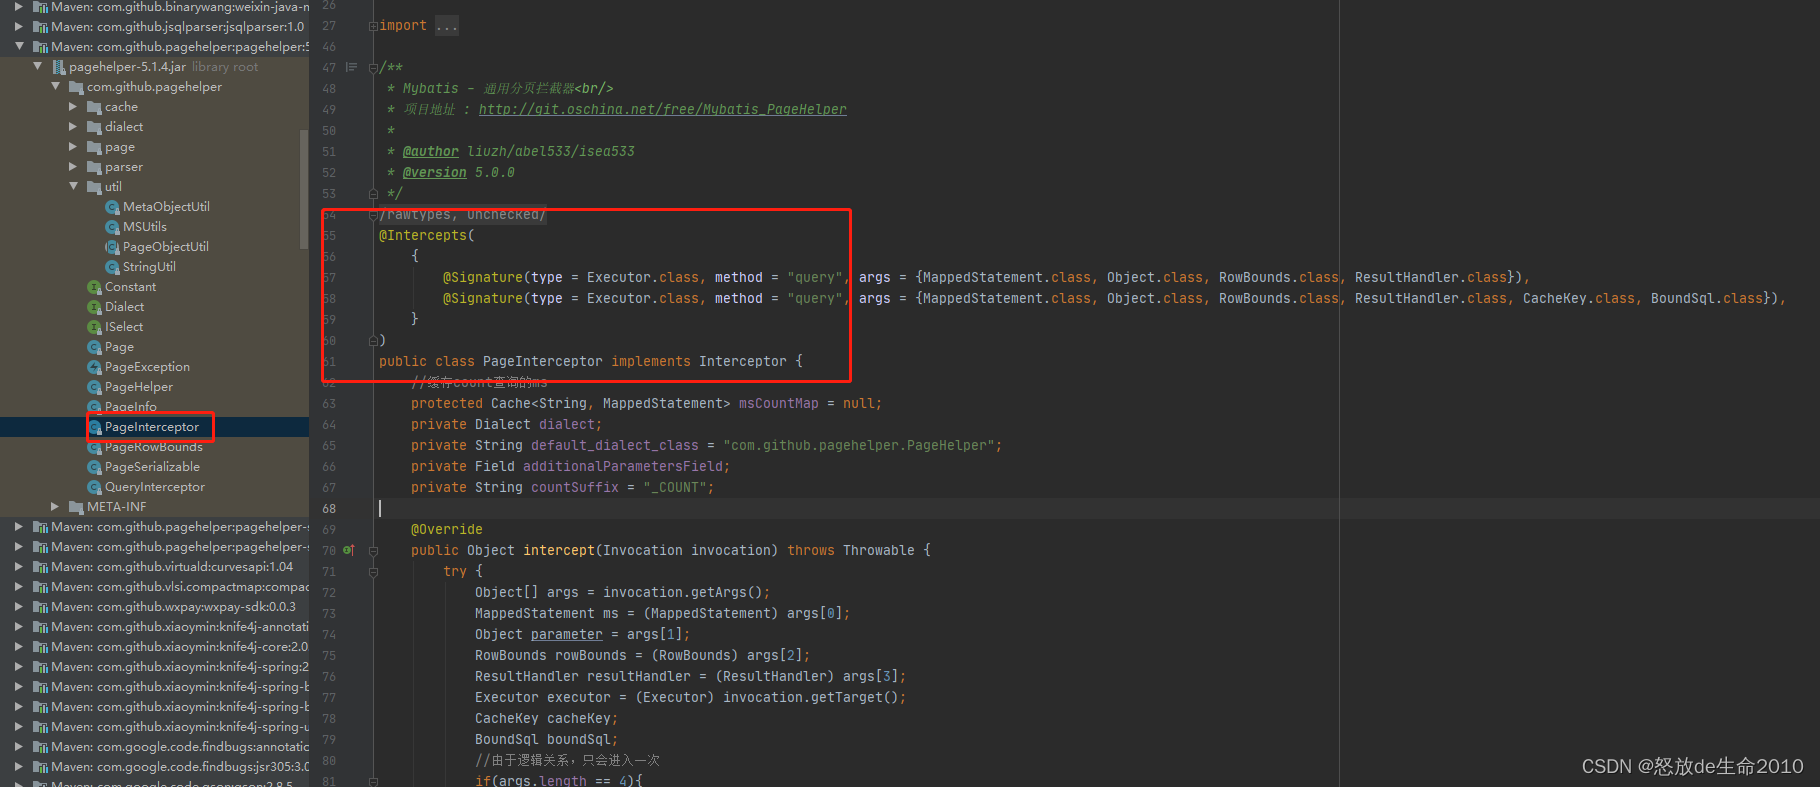 Maven: com.github.binarywang:weixin-java-m
Maven: com.github.jsqlparser:jsqlparser:1.0
Maven: com.github.pagehelper:pagehelper:5
pagehelper-5.1.4.jar library root
com.github.pagehelper
cache
dialect
page
parser
util
MetaObjectUtil
MSUtils
PageObjectUtil
StringUtil
Constant
Dialect
ISelect
Page
PageException
PageHelper
PageInfo
PageInterceptor
PageRowBounds
PageSerializable
QueryInterceptor
META-INF
Maven: com.github.pagehelper:pagehelper-s
Maven: com.github.pagehelper:pagehelper-s
Maven: com.github.virtuald:curvesapi:1.04
Maven: com.github.vlsi.compactmap:compac
Maven: com.github.wxpay:wxpay-sdk:0.0.3
Maven: com.github.xiaoymin:knife4j-annotati
Maven: com.github.xiaoymin:knife4j-core:2.0
Maven: com.github.xiaoymin:knife4j-spring:2
Maven: com.github.xiaoymin:knife4j-spring-b
Maven: com.github.xiaoymin:knife4j-spring-b
Maven: com.github.xiaoymin:knife4j-spring-u
Maven: com.google.code.findbugs:annotatio
Maven: com.google.code.findbugs:jsr305:3.0
Maven: com.google.code.gson:gson:2.8.5
26
27 import ...
46
47 /**
48 * Mybatis - 通用分页拦截器<br/>
49 * 项目地址 : http://git.oschina.net/free/Mybatis_PageHelper
50 *
51 * @author liuzh/abel533/isea533
52 * @version 5.0.0
53 */
54 /rawtypes, unchecked/
55 @Intercepts(
56 {
57 @Signature(type = Executor.class, method = "query", args = {MappedStatement.class, Object.class, RowBounds.class, ResultHandler.class}),
58 @Signature(type = Executor.class, method = "query", args = {MappedStatement.class, Object.class, RowBounds.class, ResultHandler.class, CacheKey.class, BoundSql.class}),
59 }
60 )
61 public class PageInterceptor implements Interceptor {
62 //缓存count查询的ms
63 protected Cache<String, MappedStatement> msCountMap = null;
64 private Dialect dialect;
65 private String default_dialect_class = "com.github.pagehelper.PageHelper";
66 private Field additionalParametersField;
67 private String countSuffix = "_COUNT";
68
69 @Override
70 public Object intercept(Invocation invocation) throws Throwable {
71 try {
72 Object[] args = invocation.getArgs();
73 MappedStatement ms = (MappedStatement) args[0];
74 Object parameter = args[1];
75 RowBounds rowBounds = (RowBounds) args[2];
76 ResultHandler resultHandler = (ResultHandler) args[3];
77 Executor executor = (Executor) invocation.getTarget();
78 CacheKey cacheKey;
79 BoundSql boundSql;
80 //由于逻辑关系，只会进入一次
81 if(args.length == 4){
CSDN @怒放de生命2010